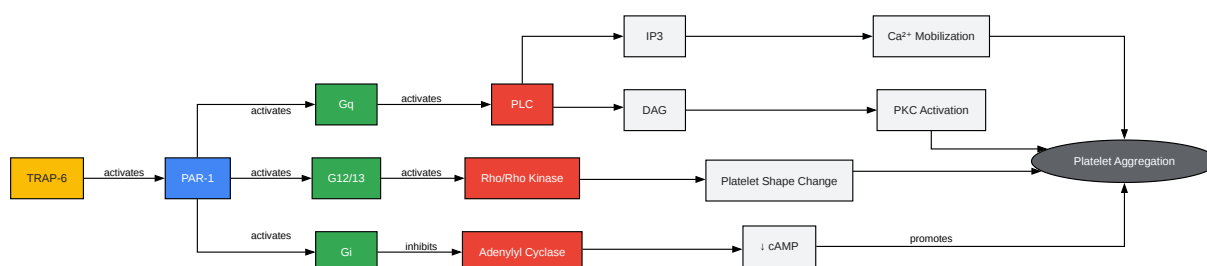 IP3
Ca²⁺ Mobilization
Gq
activates
activates
PLC
DAG
PKC Activation
TRAP-6
activates
PAR-1
activates
G12/13
activates
Rho/Rho Kinase
Platelet Shape Change
Platelet Aggregation
activates
Gi
inhibits
Adenylyl Cyclase
↓ cAMP
promotes